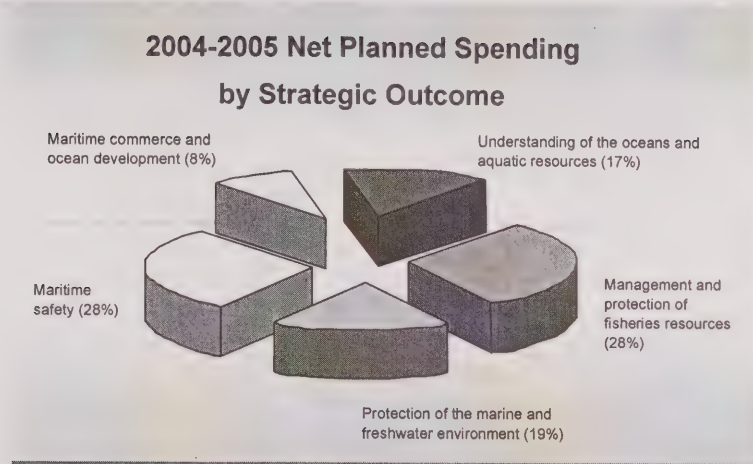 2004-2005 Net Planned Spending
by Strategic Outcome
Maritime commerce and
ocean development (8%)
Understanding of the oceans and
aquatic resources (17%)
Maritime
safety (28%)
Management and
protection of
fisheries resources
(28%)
Protection of the marine and
freshwater environment (19%)